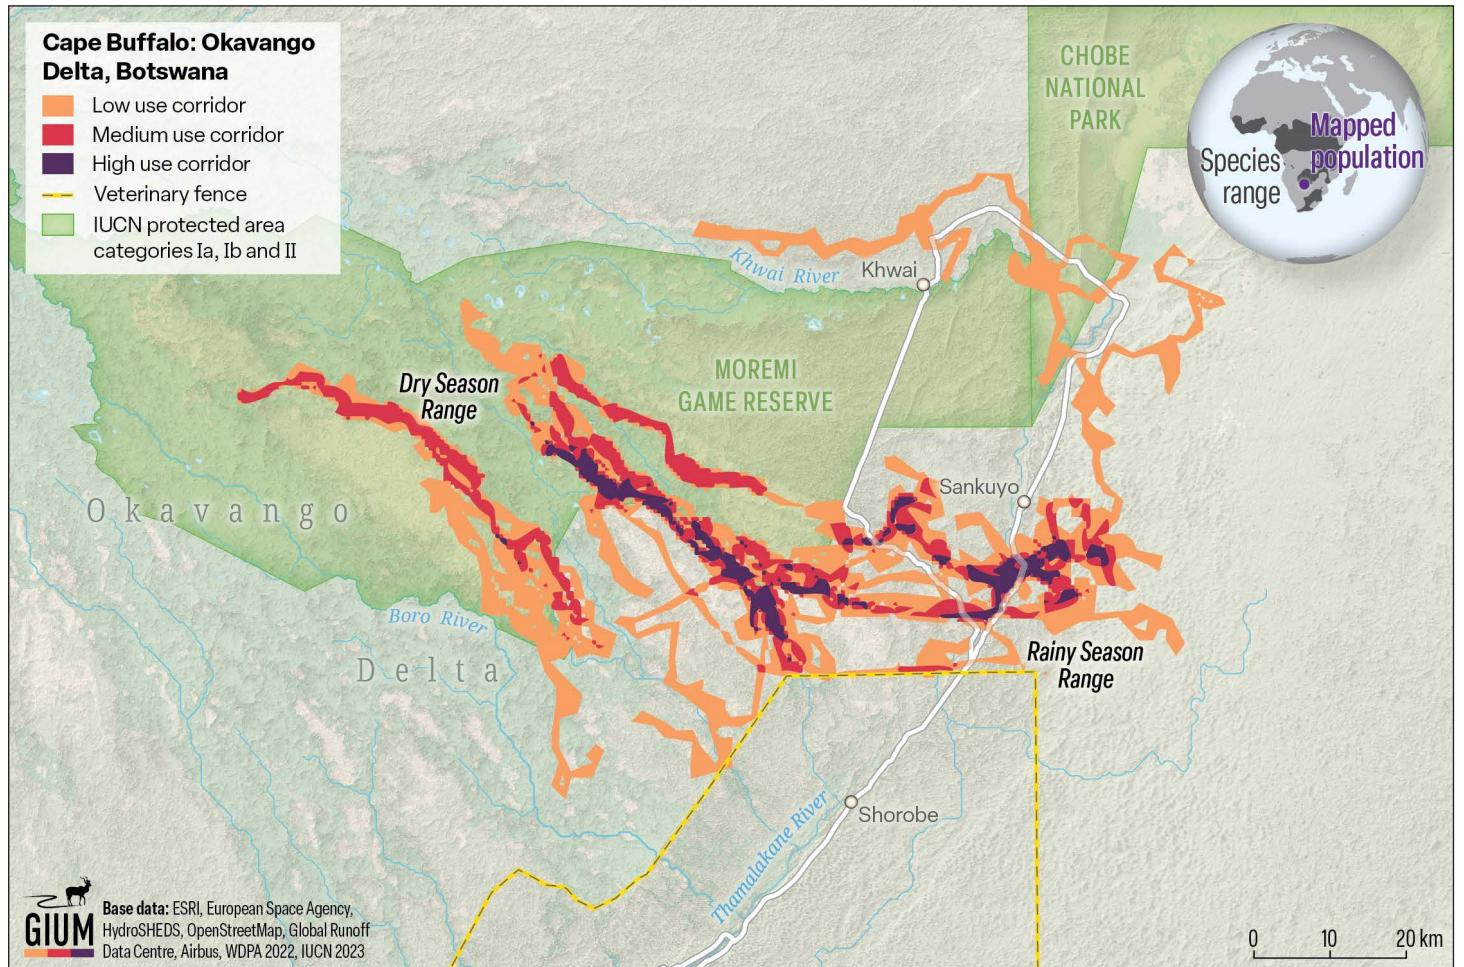 Cape Buffalo: Okavango
Delta, Botswana
Low use corridor
Medium use corridor
High use corridor
Veterinary fence
IUCN protected area
categories Ia, Ib and II
CHOBE
NATIONAL
PARK
Mapped
population
Species
range
Khwai River
Khwai
Dry Season
Range
MOREMI
GAME RESERVE
Sankuyo
Okavango
Delta
Boro River
Rainy Season
Range
Shorobe
Thamalakane River
GIUM
Base data: ESRI, European Space Agency,
HydroSHEDS, OpenStreetMap, Global Runoff
Data Centre, Airbus, WDPA 2022, IUCN 2023
0 10 20 km